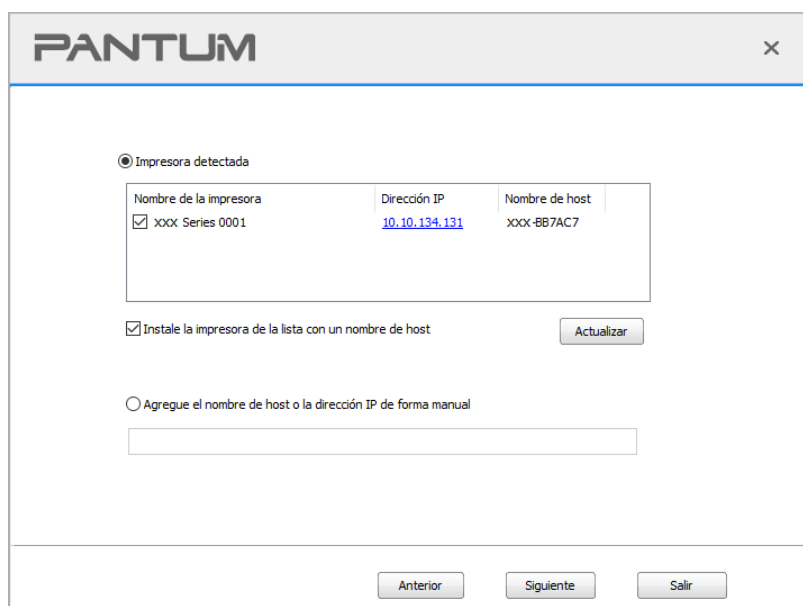 PANTUM
Impresora detectada
Nombre de la impresora Dirección IP Nombre de host
XXX Series 0001 10.10.134.131 XXX-BB7AC7
Instale la impresora de la lista con un nombre de host Actualizar
Agregue el nombre de host o la dirección IP de forma manual
Anterior Siguiente Salir